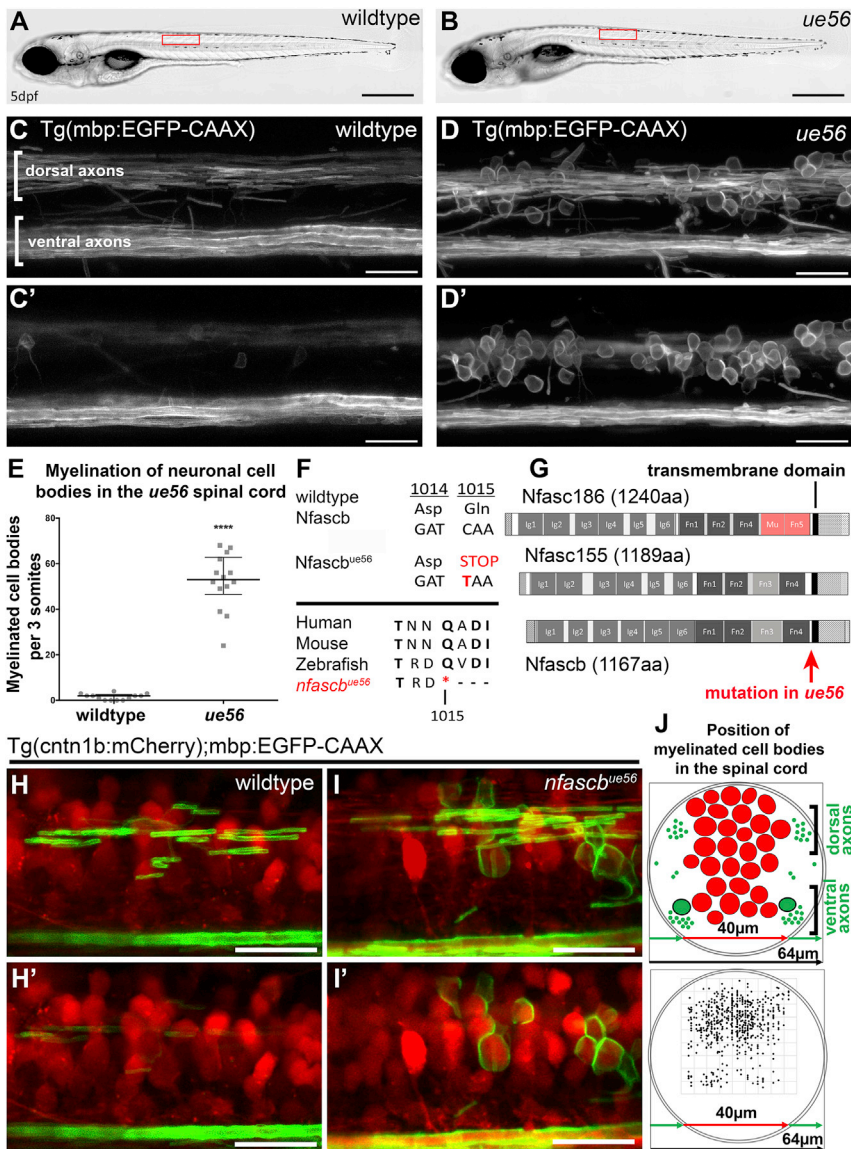 A
wildtype
5dpf
B
ue56
C
Tg(mbp:EGFP-CAAX)
wildtype
dorsal axons
ventral axons
D
Tg(mbp:EGFP-CAAX)
ue56
C'
D'
E
Myelination of neuronal cell
bodies in the ue56 spinal cord
Myelinated cell bodies
per 3 somites
80
60
40
20
0
****
wildtype
ue56
F
1014 1015
wildtype Asp Gln
Nfascb GAT CAA
Nfascbue56 Asp STOP
GAT TAA
Human T N N Q A D I
Mouse T N N Q A D I
Zebrafish T R D Q V D I
nfascbue56 T R D * - - -
1015
G
transmembrane domain
Nfasc186 (1240aa)
Ig1 Ig2 Ig3 Ig4 Ig5 Ig6 Fn1 Fn2 Fn4 Mu Fn5
Nfasc155 (1189aa)
Ig1 Ig2 Ig3 Ig4 Ig5 Ig6 Fn1 Fn2 Fn3 Fn4
Ig1 Ig2 Ig3 Ig4 Ig5 Ig6 Fn1 Fn2 Fn3 Fn4
Nfascb (1167aa)
mutation in ue56
Tg(cntn1b:mCherry);mbp:EGFP-CAAX
H
wildtype
I
nfascbue56
H'
I'
J
Position of
myelinated cell bodies
in the spinal cord
dorsal
axons
ventral
axons
40µm
64µm
40µm
64µm